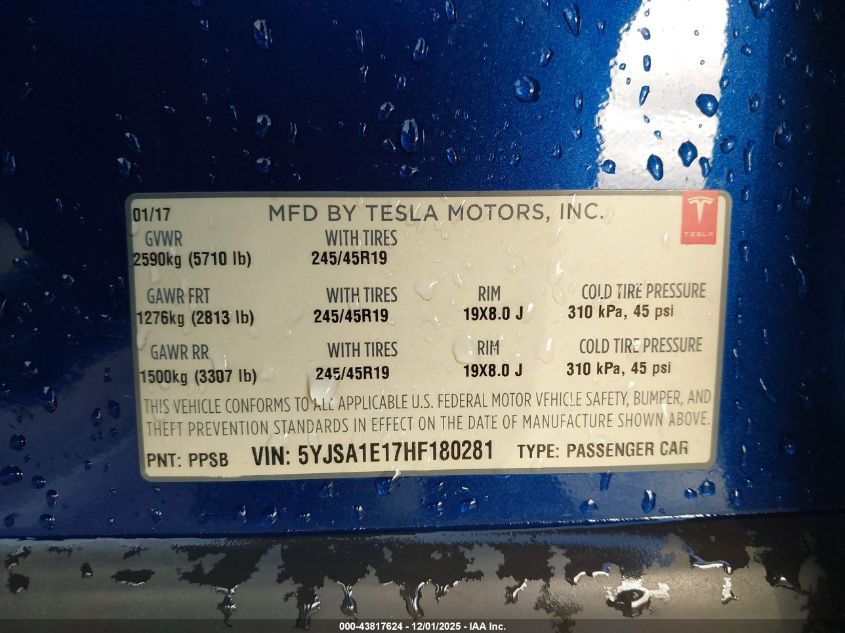 01/17 MFD BY TESLA MOTORS, INC.
TESLA
GVWR WITH TIRES
2590kg (5710 lb) 245/45R19
GAWR FRT WITH TIRES RIM COLD TIRE PRESSURE
1276kg (2813 lb) 245/45R19 19X8.0 J 310 kPa, 45 psi
GAWR RR WITH TIRES RIM COLD TIRE PRESSURE
1500kg (3307 lb) 245/45R19 19X8.0 J 310 kPa, 45 psi
THIS VEHICLE CONFORMS TO ALL APPLICABLE U.S. FEDERAL MOTOR VEHICLE SAFETY, BUMPER, AND
THEFT PREVENTION STANDARDS IN EFFECT ON THE DATE OF MANUFACTURE SHOWN ABOVE.
PNT: PPSB VIN: 5YJSA1E17HF180281 TYPE: PASSENGER CAR
000-43817624 - 12/01/2025 - IAA Inc.